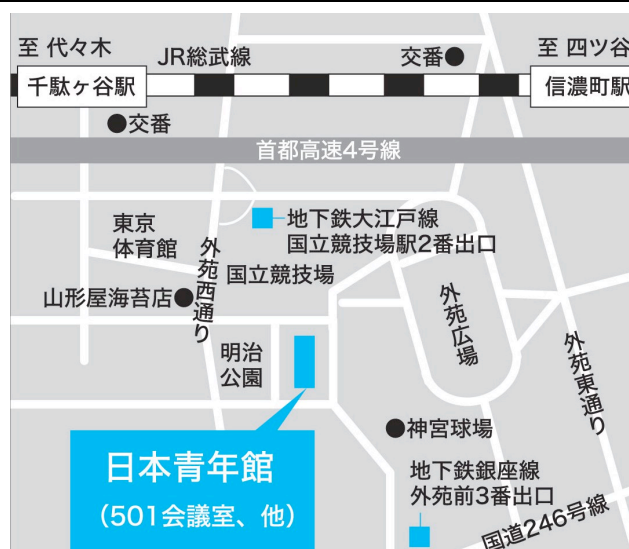 至 代々木
JR総武線
交番
至 四ツ谷
千駄ヶ谷駅
信濃町駅
交番
首都高速4号線
東京
体育館
地下鉄大江戸線
国立競技場駅2番出口
外苑西通り
国立競技場
山形屋海苔店
外苑広場
明治
公園
外苑東通り
神宮球場
日本青年館
（501会議室、他）
地下鉄銀座線
外苑前3番出口
国道246号線